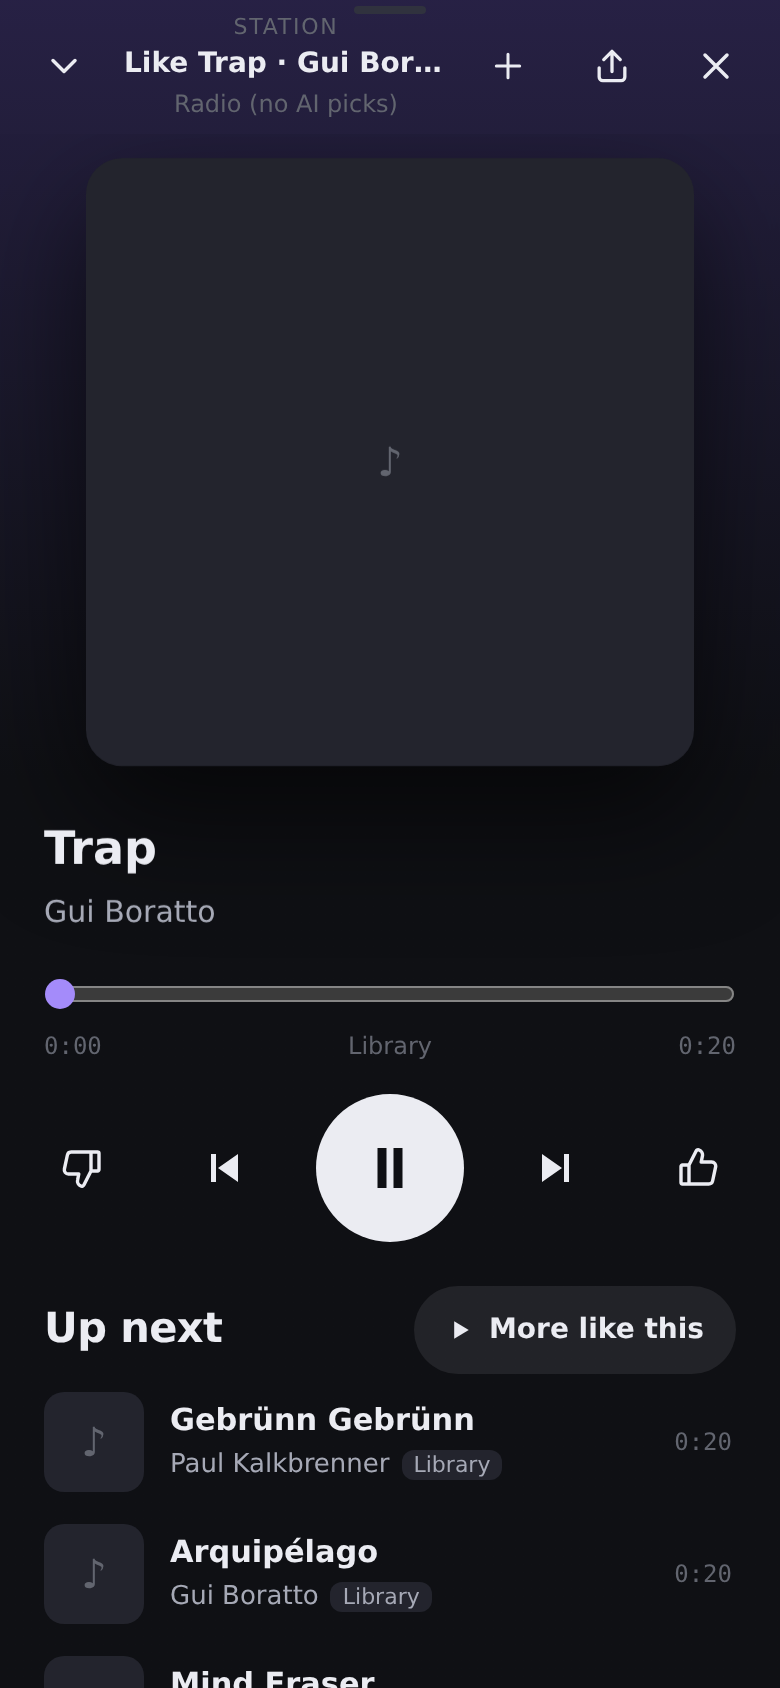 STATION
Like Trap · Gui Bor...
Radio (no AI picks)
Trap
Gui Boratto
0:00 Library 0:20
Up next
More like this
Gebrünn Gebrünn
Paul Kalkbrenner Library
0:20
Arquipélago
Gui Boratto Library
0:20
Mind Eraser